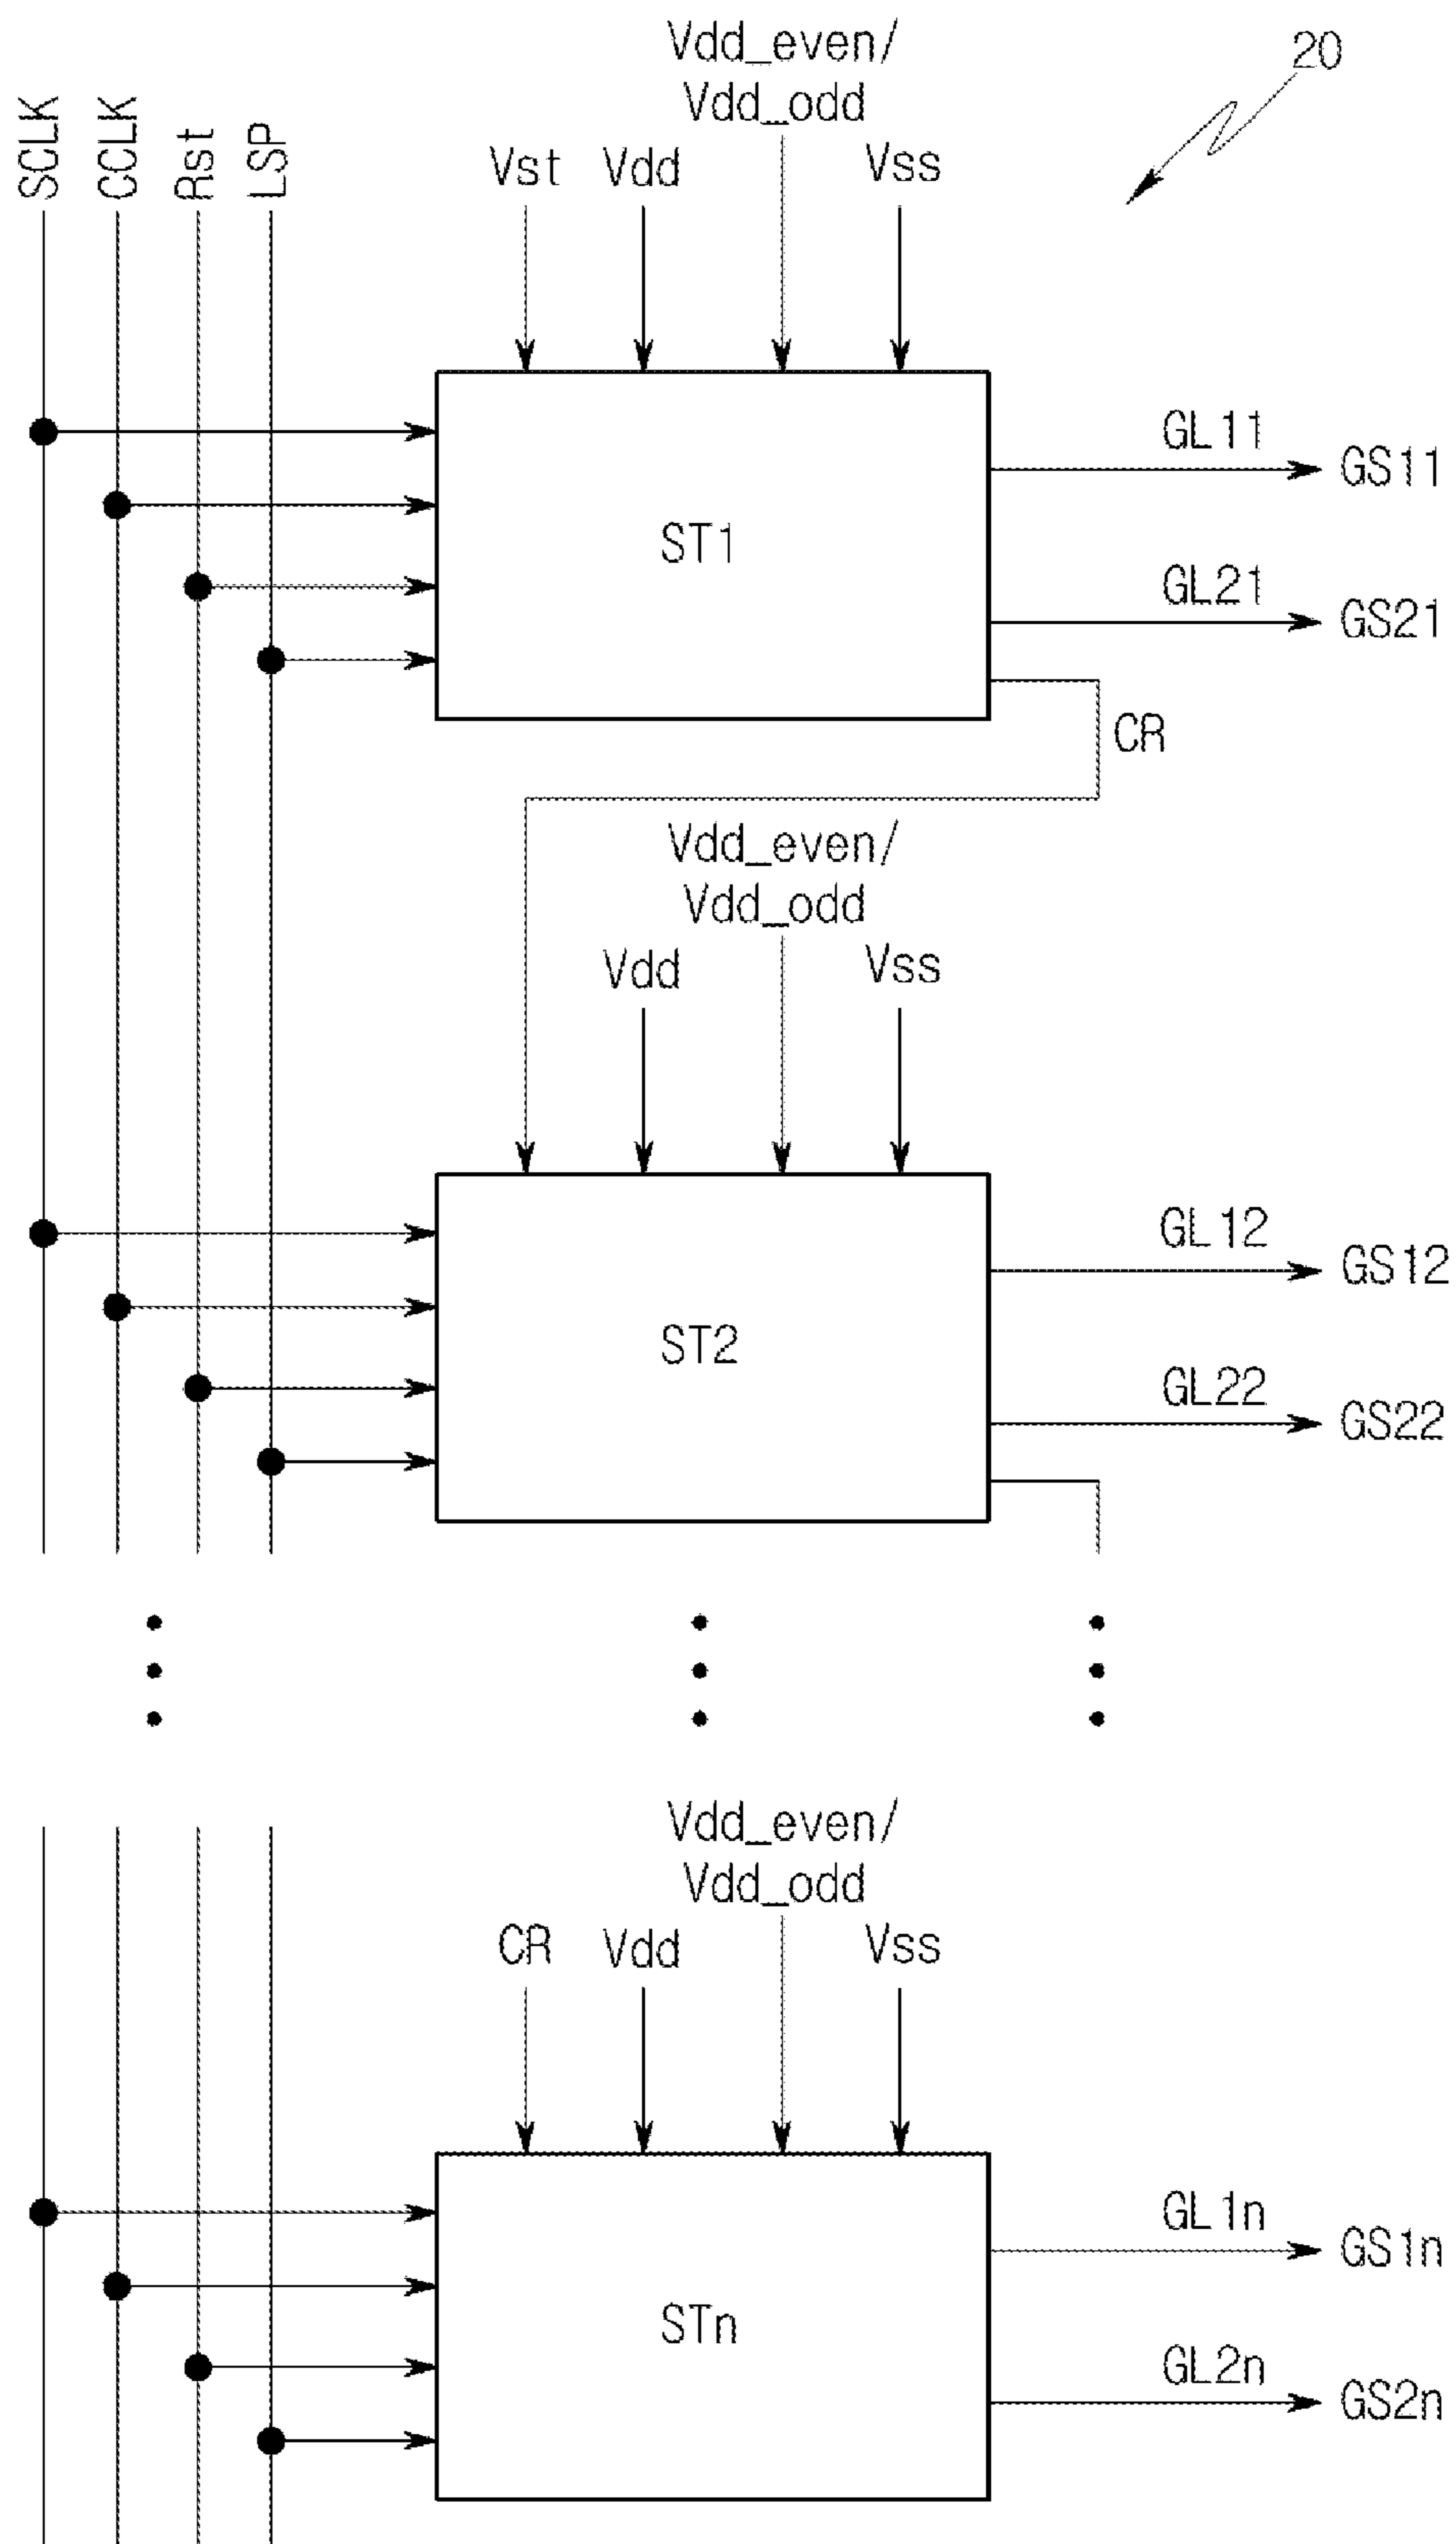 20
SCLK
CCLK
Rst
LSP
Vst
Vdd
Vdd_even/
Vdd_odd
Vss
ST1
GL11
GS11
GL21
GS21
CR
Vdd
Vdd_even/
Vdd_odd
Vss
ST2
GL12
GS12
GL22
GS22
CR
Vdd
Vdd_even/
Vdd_odd
Vss
STn
GL1n
GS1n
GL2n
GS2n